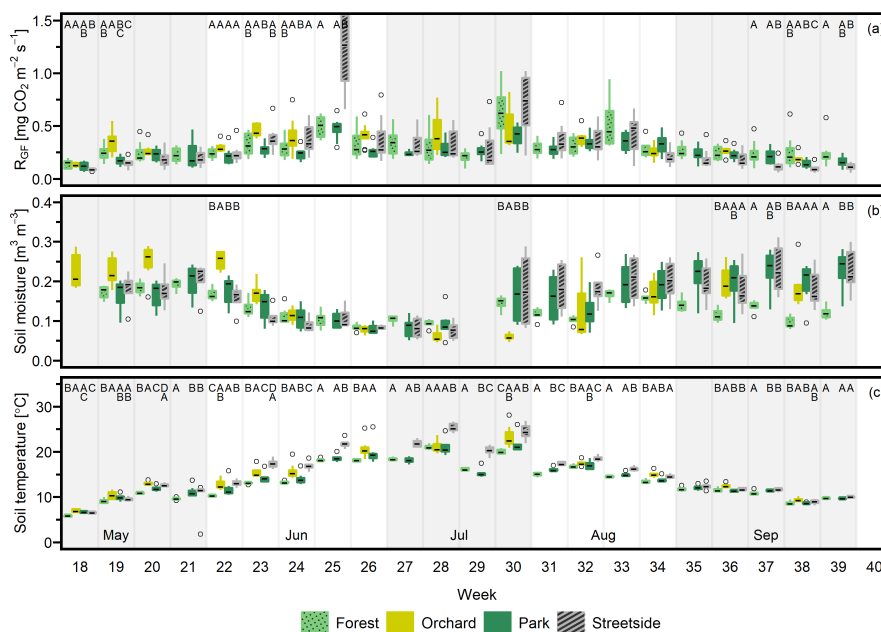 AAAB AABC AAAA AABA AABA A AB A AB AABC A AB
B B C B B B B B
1.5
1.0
0.5
0.0
R_GF [mg CO2 m-2 s-1]
(a)
BABB BABB BAAA A AB BAAA A BB
B B
0.4
0.3
0.2
0.1
0.0
Soil moisture [m3 m-3]
(b)
BAAC BAAA BACD A BB CAAB BACD BABC A AB BAA A AB AAAB A BC CAAB A BC BAAC A AB BABA BABB A BB BABA A AA
C BB A B A B B B
30
20
10
0
Soil temperature [°C]
(c)
May Jun Jul Aug Sep
18 19 20 21 22 23 24 25 26 27 28 29 30 31 32 33 34 35 36 37 38 39 40
Week
Forest Orchard Park Streetside